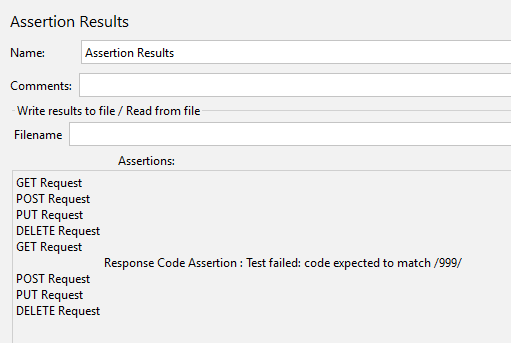 Assertion Results
Name: Assertion Results
Comments:
Write results to file / Read from file
Filename
Assertions:
GET Request
POST Request
PUT Request
DELETE Request
GET Request
Response Code Assertion : Test failed: code expected to match /999/
POST Request
PUT Request
DELETE Request